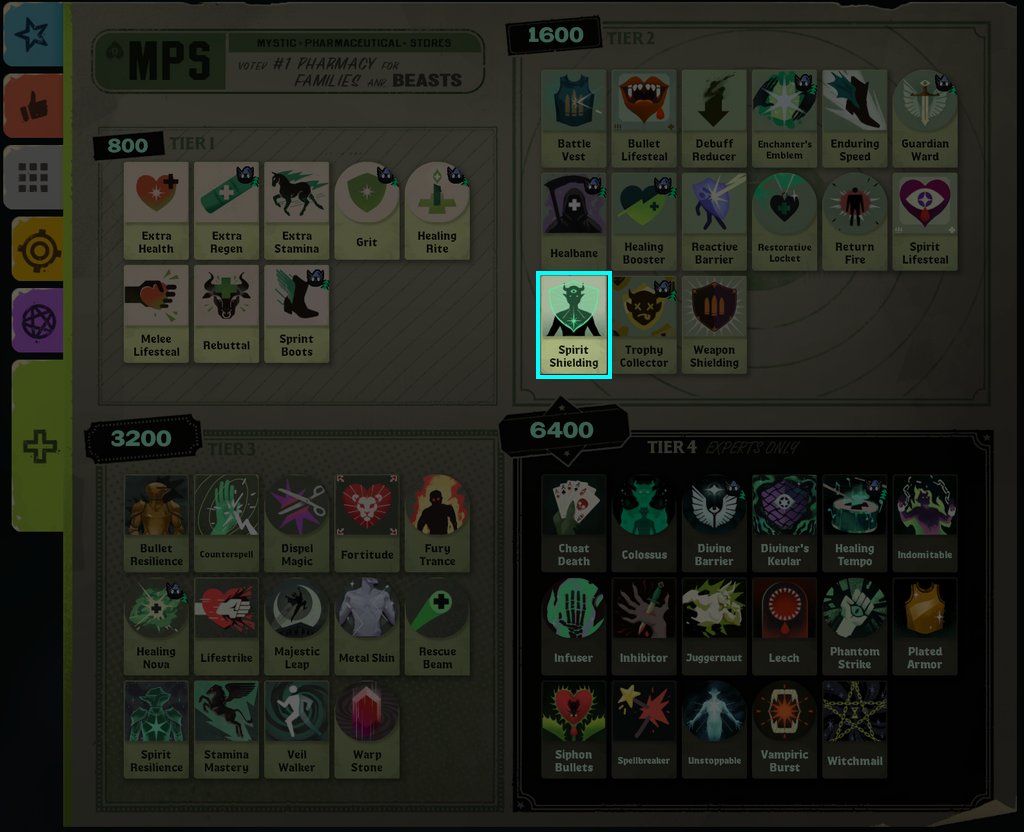 MPS
MYSTIC • PHARMACEUTICAL • STORES
VOTED #1 PHARMACY FOR
FAMILIES AND BEASTS
800 TIER 1
Extra Health
Extra Regen
Extra Stamina
Grit
Healing Rite
Melee Lifesteal
Rebuttal
Sprint Boots
1600 TIER 2
Battle Vest
Bullet Lifesteal
Debuff Reducer
Enchanter's Emblem
Enduring Speed
Guardian Ward
Healbane
Healing Booster
Reactive Barrier
Restorative Locket
Return Fire
Spirit Lifesteal
Spirit Shielding
Trophy Collector
Weapon Shielding
3200 TIER 3
Bullet Resilience
Counterspell
Dispel Magic
Fortitude
Fury Trance
Healing Nova
Lifestrike
Majestic Leap
Metal Skin
Rescue Beam
Spirit Resilience
Stamina Mastery
Veil Walker
Warp Stone
6400 TIER 4 EXPERTS ONLY
Cheat Death
Colossus
Divine Barrier
Diviner's Kevlar
Healing Tempo
Indomitable
Infuser
Inhibitor
Juggernaut
Leech
Phantom Strike
Plated Armor
Siphon Bullets
Spellbreaker
Unstoppable
Vampiric Burst
Witchmail